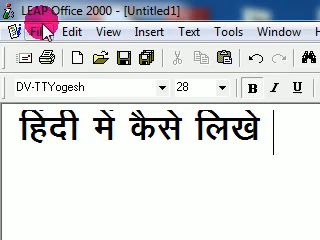 LEAP Office 2000 - [Untitled1]
File Edit View Insert Text Tools Window
DV-TTYogesh 28 B I U
हिंदी में कैसे लिखे